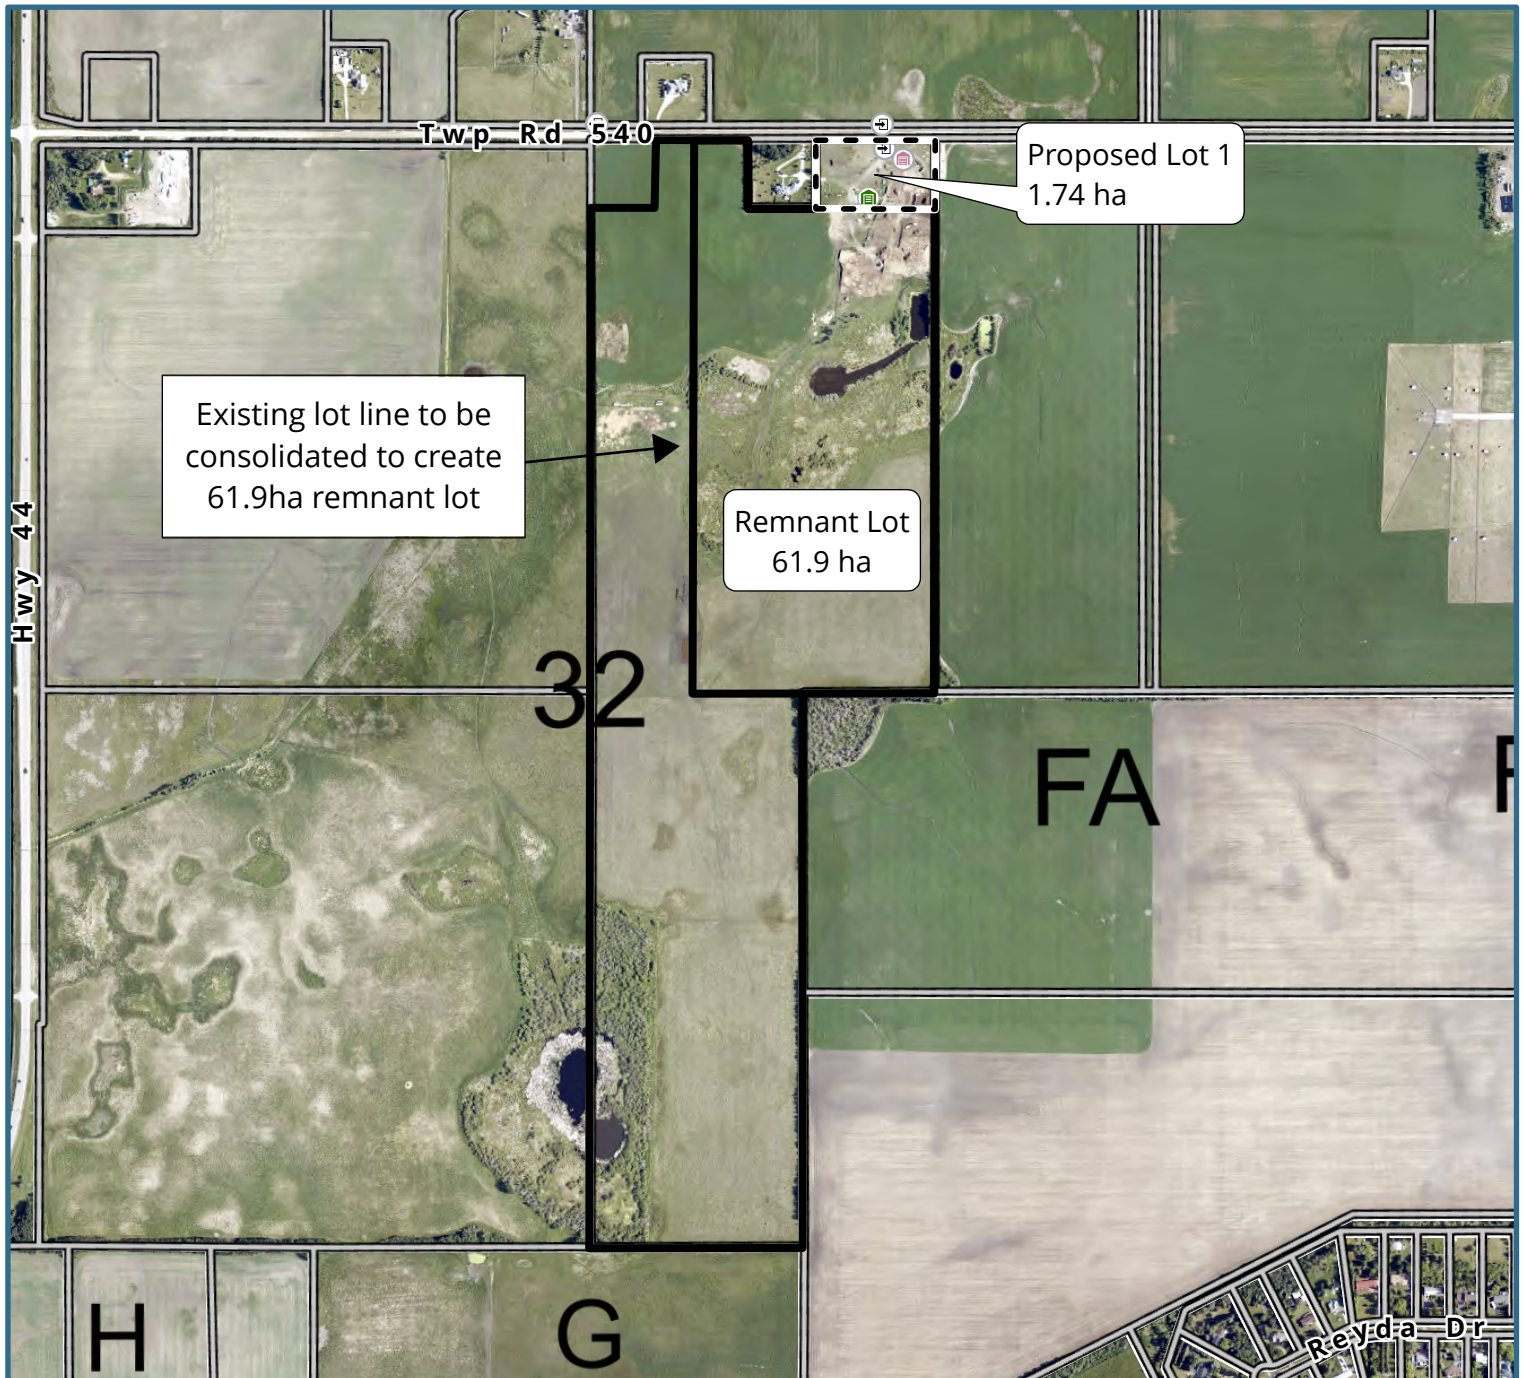 Twp Rd 540
Proposed Lot 1
1.74 ha
Existing lot line to be
consolidated to create
61.9ha remnant lot
Remnant Lot
61.9 ha
Hwy 44
32
FA
F
H
G
Reyda Dr